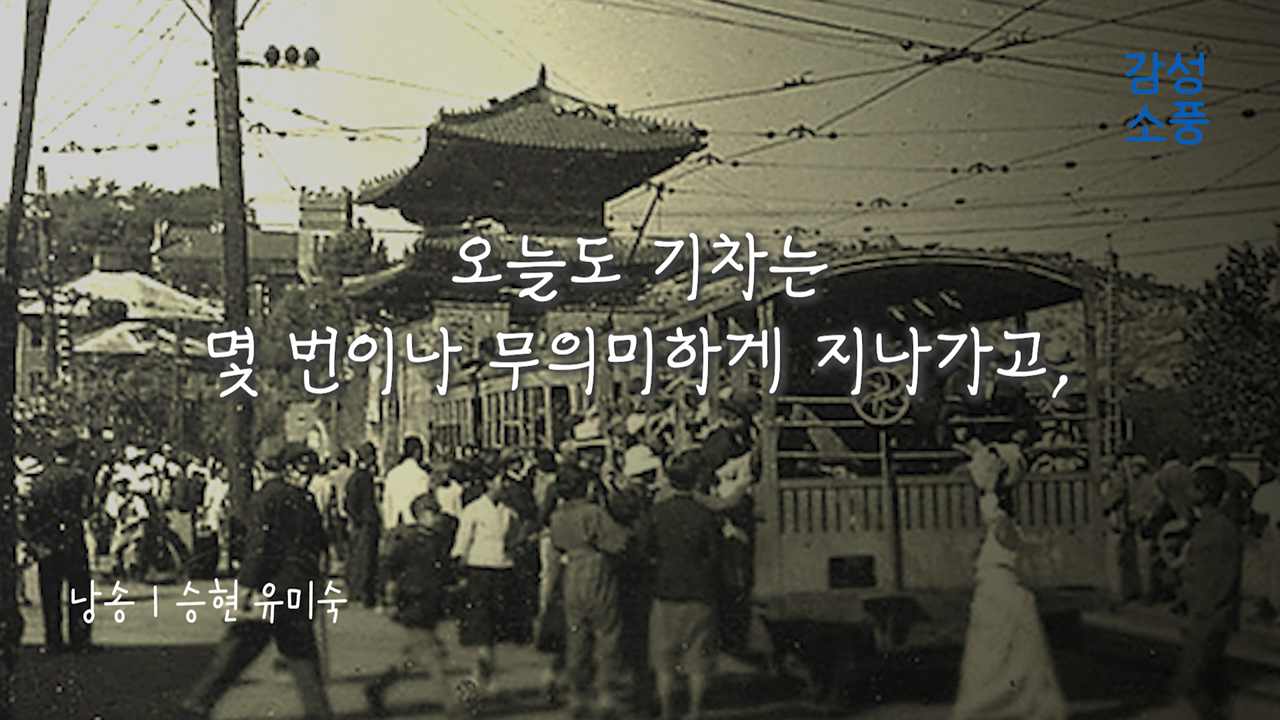 감성
소풍
오늘도 기차는
몇 번이나 무의미하게 지나가고,
낭송 | 승현 유미숙